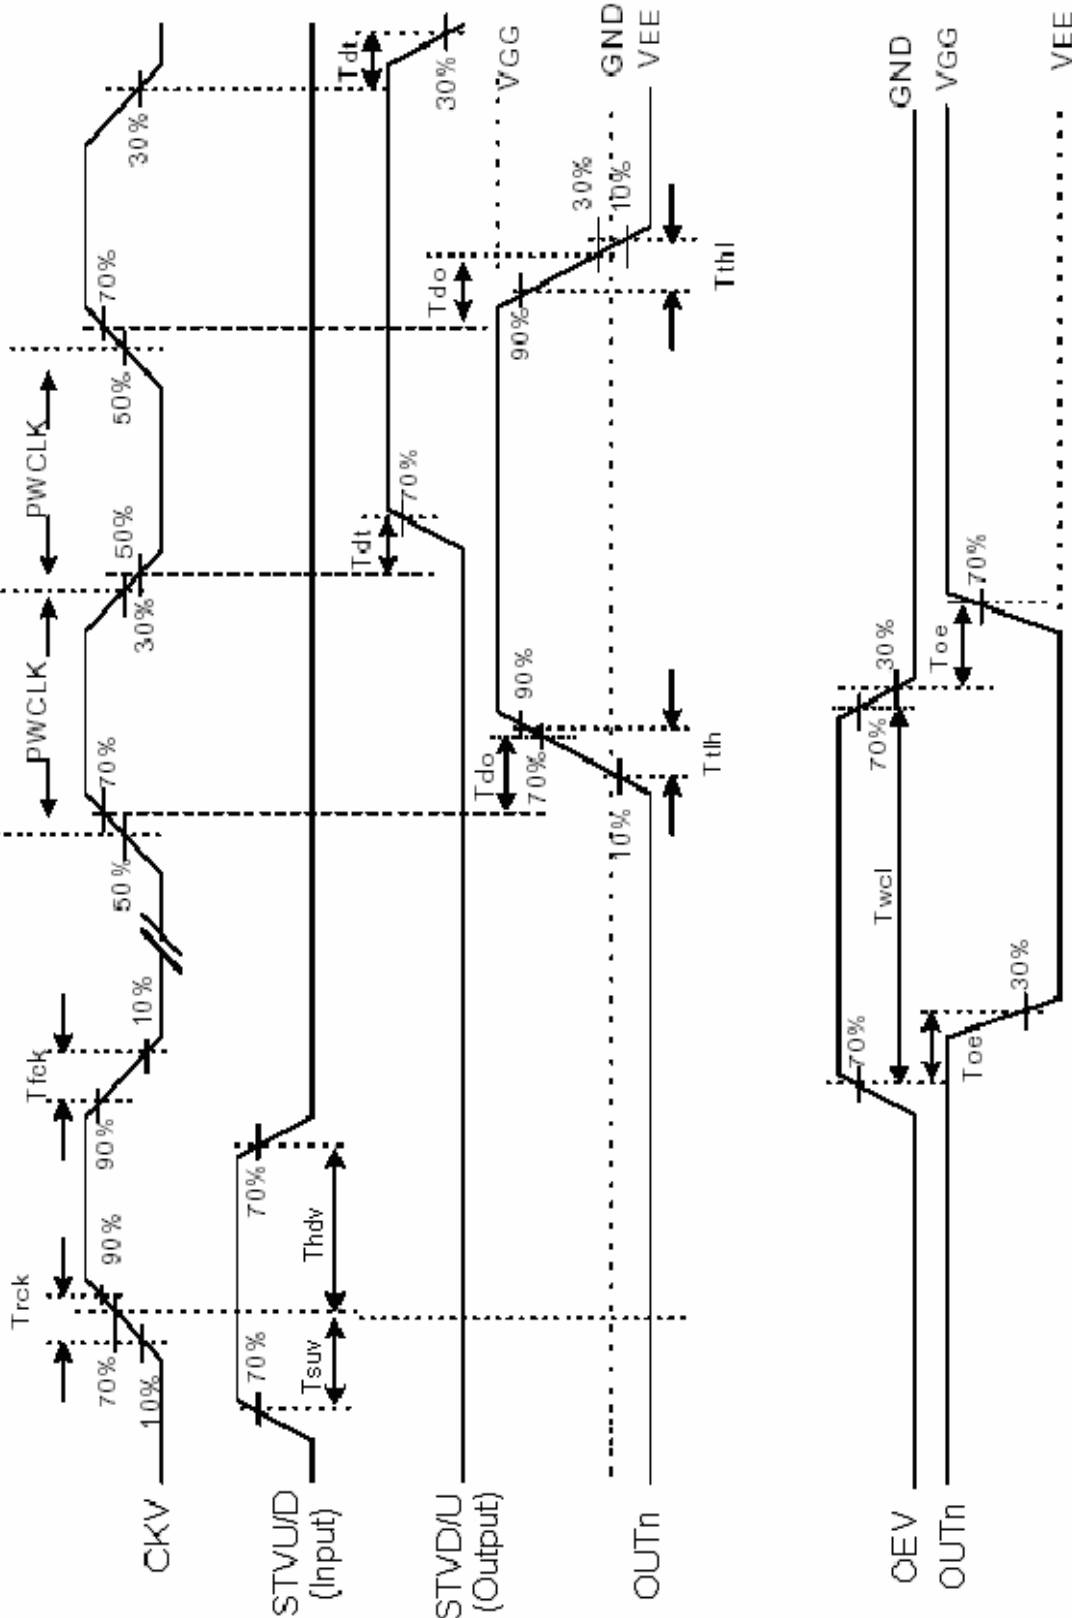 Trck
Tfck
PWCLK
PWCLK
90%
90%
70%
70%
70%
10%
10%
50%
30%
50%
50%
30%
CKV
70%
70%
STVU/D
(Input)
Tsuv
Thdv
Tdt
70%
Tdt
30%
STVD/U
(Output)
Tdo
90%
70%
10%
Tdo
90%
30%
10%
VGG
GND
VEE
OUTn
Ttlh
Tthl
70%
70%
30%
GND
OEV
Twcl
Toe
30%
Toe
70%
VGG
OUTn
VEE